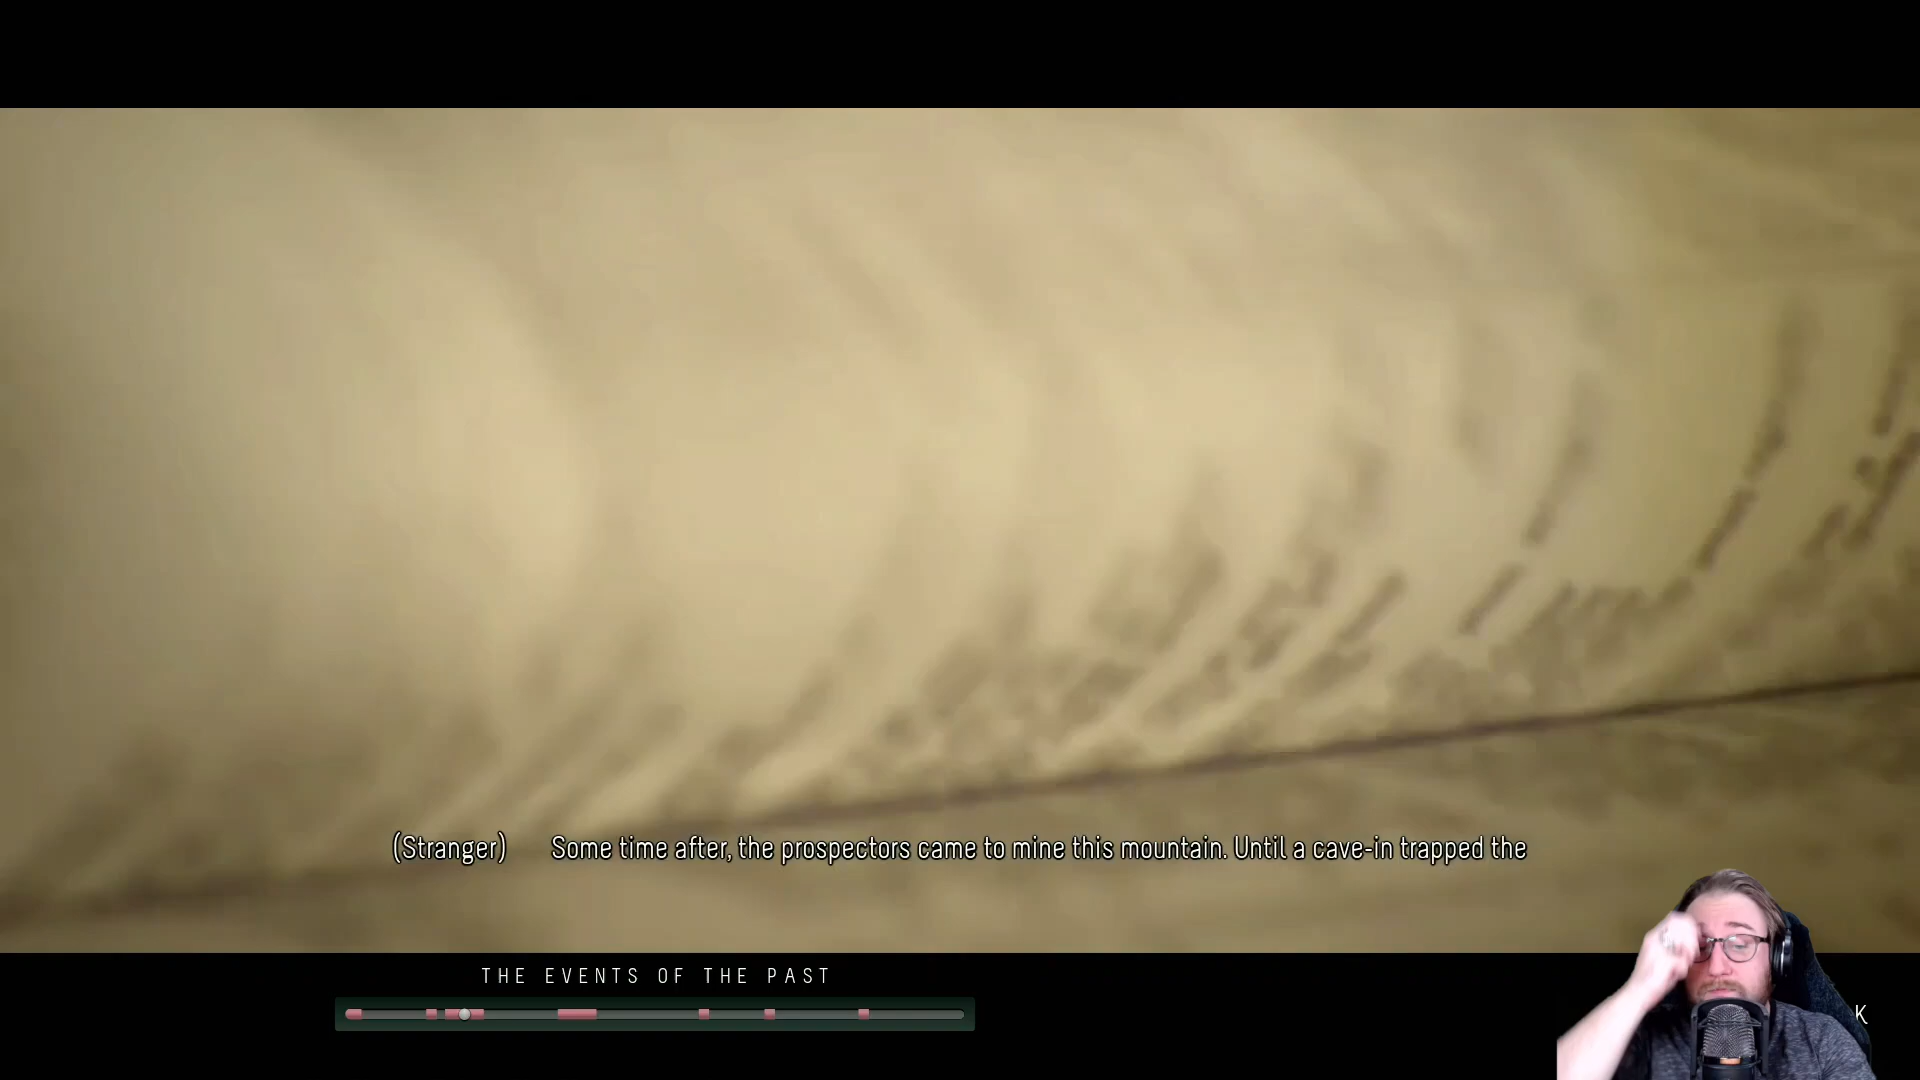 (Stranger) Some time after, the prospectors came to mine this mountain. Until a cave-in trapped the
THE EVENTS OF THE PAST
K